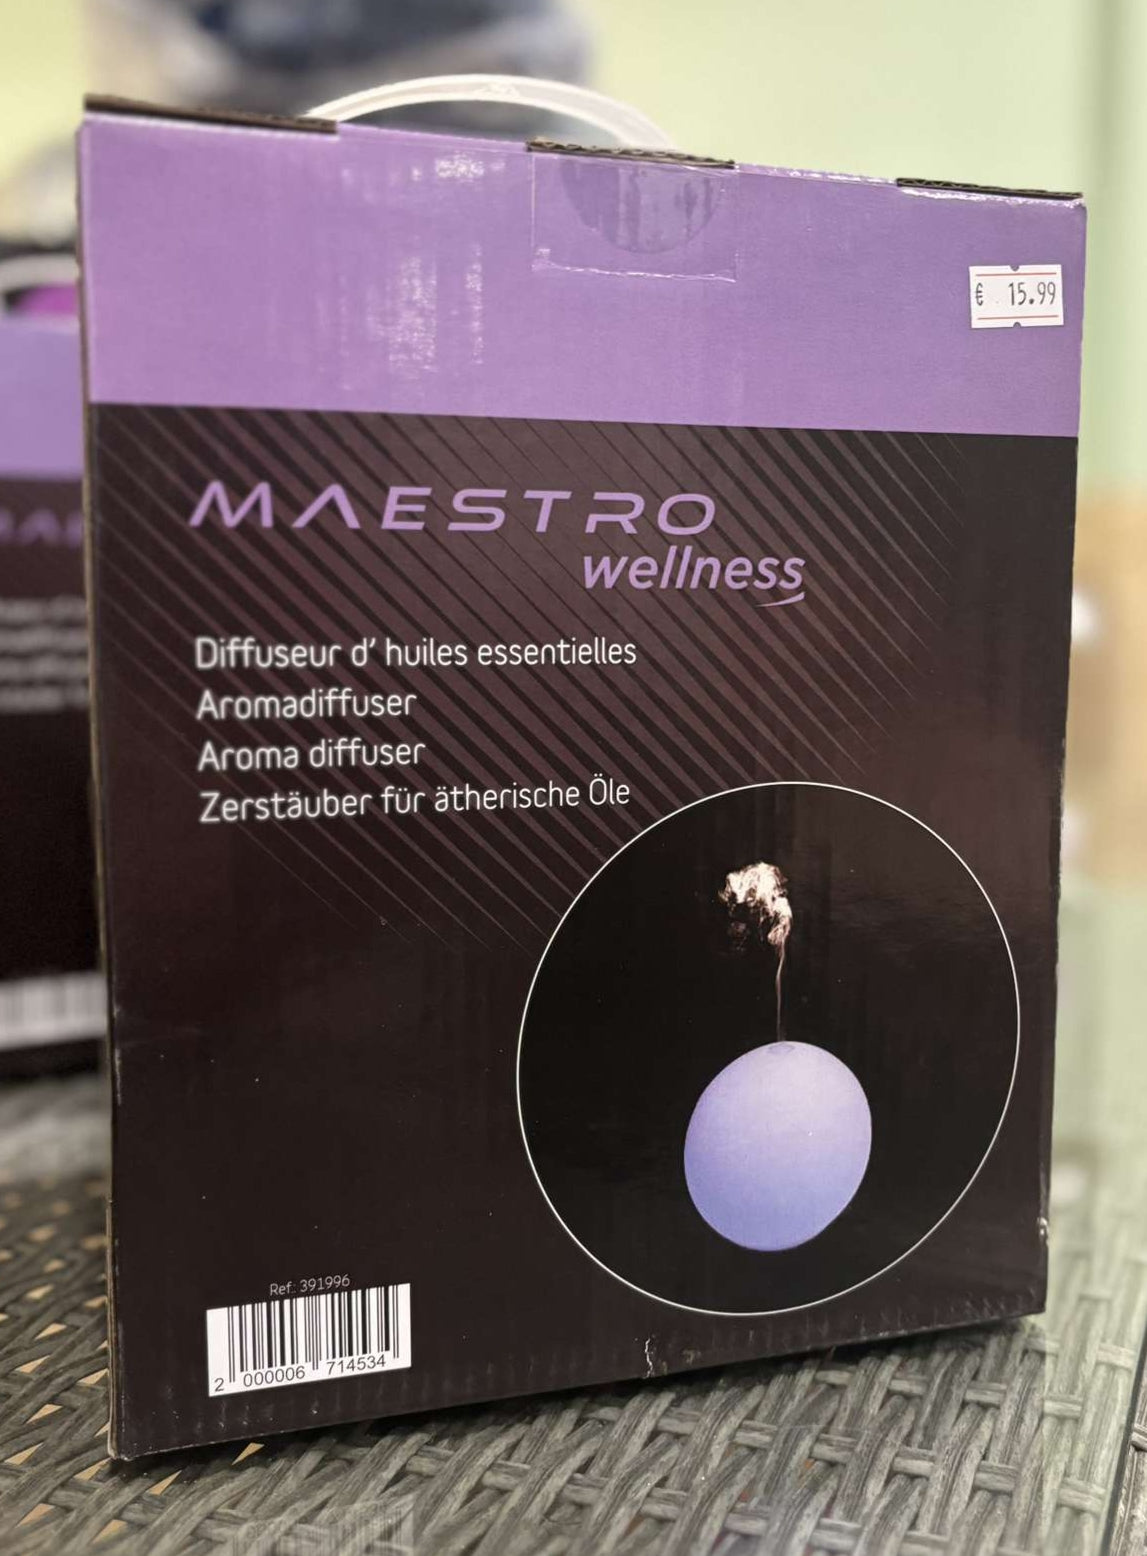 € 15.99
MAESTRO
wellness
Diffuseur d' huiles essentielles
Aromadiffuser
Aroma diffuser
Zerstäuber für ätherische Öle
Ref.: 391996
2 000006 714534